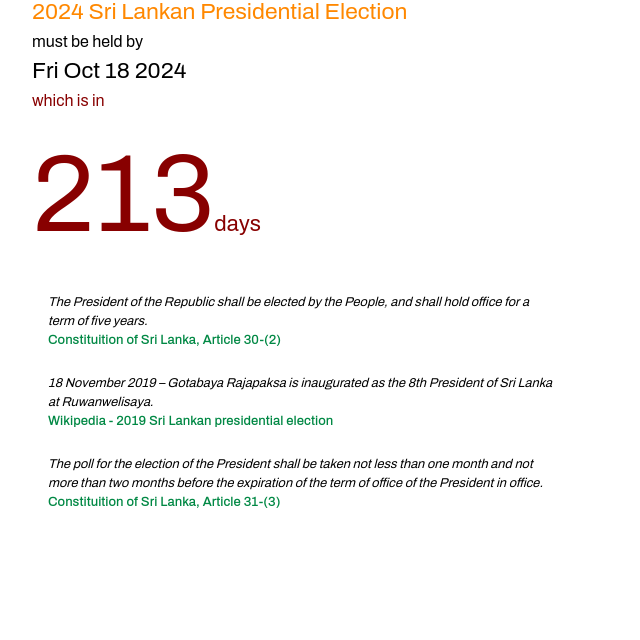 2024 Sri Lankan Presidential Election
must be held by
Fri Oct 18 2024
which is in
213 days
The President of the Republic shall be elected by the People, and shall hold office for a
term of five years.
Constituition of Sri Lanka, Article 30-(2)
18 November 2019 – Gotabaya Rajapaksa is inaugurated as the 8th President of Sri Lanka
at Ruwanwelisaya.
Wikipedia - 2019 Sri Lankan presidential election
The poll for the election of the President shall be taken not less than one month and not
more than two months before the expiration of the term of office of the President in office.
Constituition of Sri Lanka, Article 31-(3)